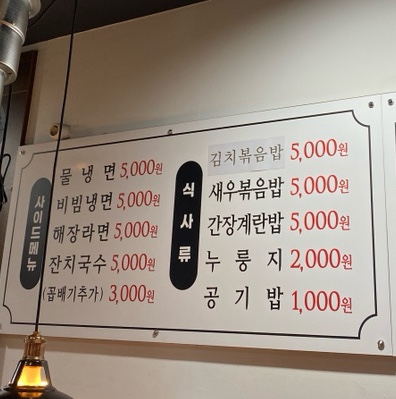 사이드메뉴
물냉면 5,000원
비빔냉면 5,000원
해장라면 5,000원
잔치국수 5,000원
(꼽배기추가) 3,000원
식사류
김치볶음밥 5,000원
새우볶음밥 5,000원
간장계란밥 5,000원
누룽지 2,000원
공기밥 1,000원